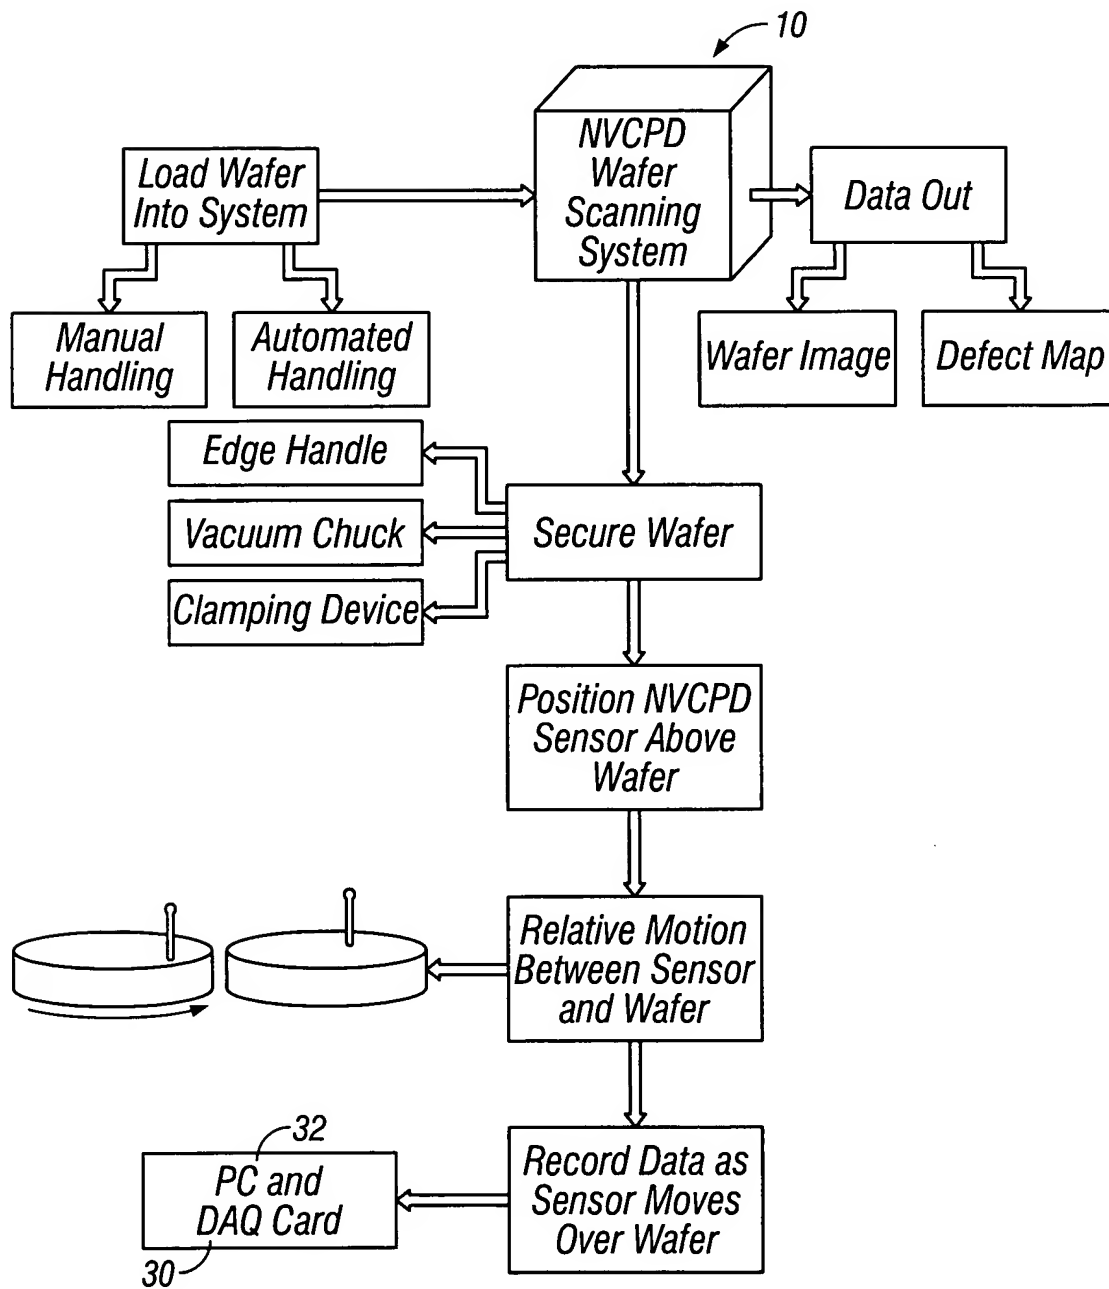 10
NVCPD
Wafer
Scanning
System
Load Wafer
Into System
Data Out
Manual
Handling
Automated
Handling
Wafer Image
Defect Map
Edge Handle
Vacuum Chuck
Clamping Device
Secure Wafer
Position NVCPD
Sensor Above
Wafer
Relative Motion
Between Sensor
and Wafer
32
PC and
DAQ Card
30
Record Data as
Sensor Moves
Over Wafer